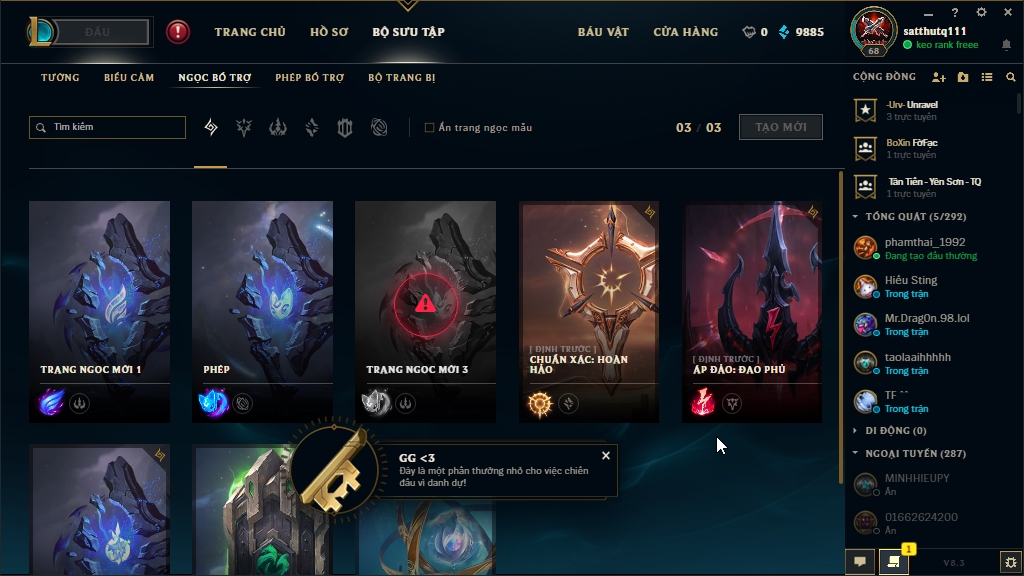 ĐẤU
TRANG CHỦ
HỒ SƠ
BỘ SƯU TẬP
BÁU VẬT
CỬA HÀNG
0
9885
68
satthutq111
keo rank freee
TƯỚNG
BIỂU CẢM
NGỌC BỔ TRỢ
PHÉP BỔ TRỢ
BỘ TRANG BỊ
Tìm kiếm
Ẩn trang ngọc mẫu
03 / 03
TẠO MỚI
TRANG NGỌC MỚI 1
PHÉP
TRANG NGỌC MỚI 3
[ ĐỊNH TRƯỚC ]
CHUẨN XÁC: HOÀN
HẢO
[ ĐỊNH TRƯỚC ]
ÁP ĐẢO: ĐẠO PHỦ
GG <3
Đây là một phần thưởng nhỏ cho việc chiến
đấu vì danh dự!
CỘNG ĐỒNG
-Urv- Unravel
3 trực tuyến
BoXin FờFạc
1 trực tuyến
Tân Tiến - Yên Sơn - TQ
1 trực tuyến
TỔNG QUÁT (5/292)
phamthai_1992
Đang tạo đấu thường
Hiếu Sting
Trong trận
Mr.Drag0n.98.lol
Trong trận
taolaaihhhhh
Trong trận
TF ^^
Trong trận
DI ĐỘNG (0)
NGOẠI TUYẾN (287)
MINHHIEUPY
Ẩn
01662624200
Ẩn
1
V8.3